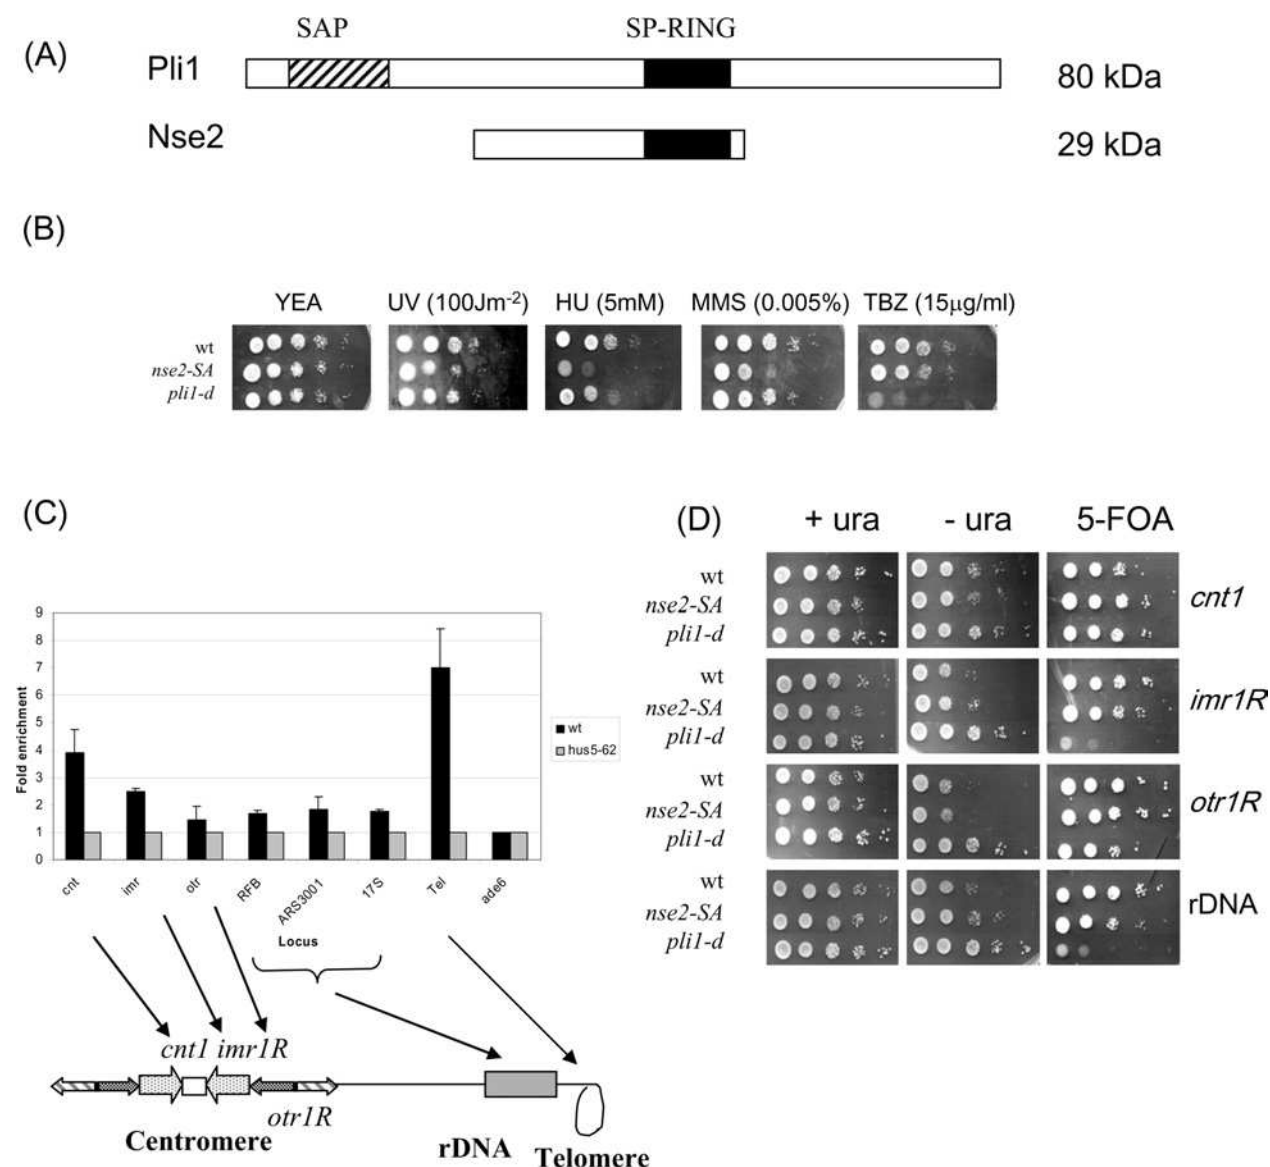 (A)
SAP SP-RING
Pli1 80 kDa
Nse2 29 kDa
(B)
YEA UV (100Jm-2) HU (5mM) MMS (0.005%) TBZ (15μg/ml)
wt
nse2-SA
pli1-d
(C)
9
8
7
6
5
4
3
2
1
0
Fold enrichment
wt
hus5-62
cnt imr otr RFB ARS3001 17S Tel ade6
Locus
cnt1 imr1R
otr1R
Centromere rDNA Telomere
(D) + ura - ura 5-FOA
wt
nse2-SA cnt1
pli1-d
wt
nse2-SA imr1R
pli1-d
wt
nse2-SA otr1R
pli1-d
wt
nse2-SA rDNA
pli1-d